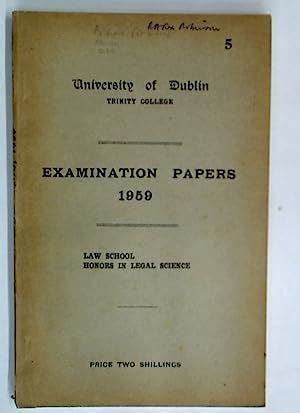 5
University of Dublin
TRINITY COLLEGE
EXAMINATION PAPERS
1959
LAW SCHOOL
HONORS IN LEGAL SCIENCE
PRICE TWO SHILLINGS